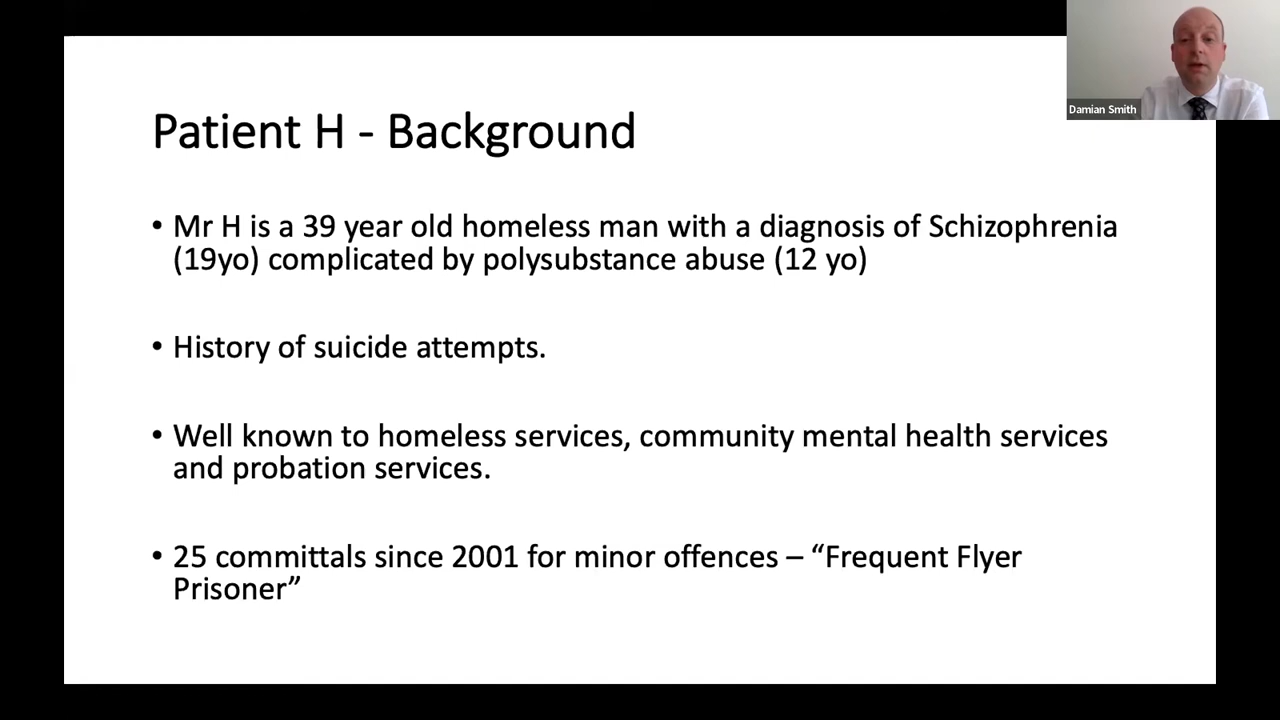 Damian Smith
Patient H - Background
• Mr H is a 39 year old homeless man with a diagnosis of Schizophrenia
(19yo) complicated by polysubstance abuse (12 yo)
• History of suicide attempts.
• Well known to homeless services, community mental health services
and probation services.
• 25 committals since 2001 for minor offences – “Frequent Flyer
Prisoner”